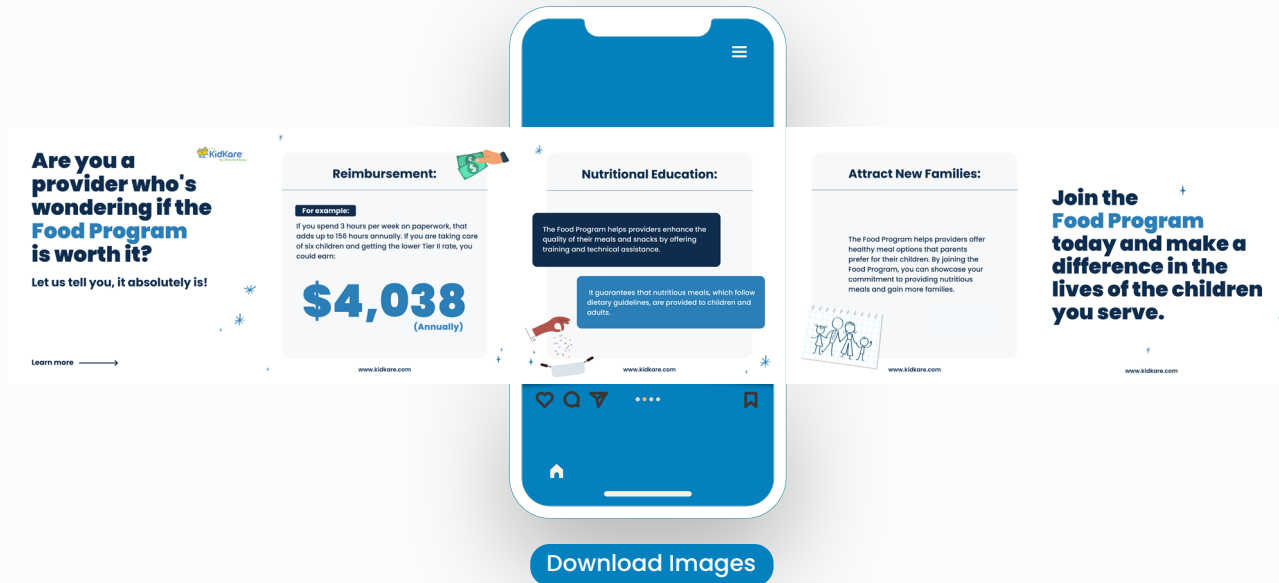 Are you a
provider who's
wondering if the
Food Program
is worth it?
Let us tell you, it absolutely is!
Learn more
KidKare
Reimbursement:
For example:
If you spend 3 hours per week on paperwork, that
adds up to 156 hours annually. If you are taking care
of six children and getting the lower Tier II rate, you
could earn:
$4,038
(Annually)
www.kidkare.com
Nutritional Education:
The Food Program helps providers enhance the
quality of their meals and snacks by offering
training and technical assistance.
It guarantees that nutritious meals, which follow
dietary guidelines, are provided to children and
adults.
www.kidkare.com
Attract New Families:
The Food Program helps providers offer
healthy meal options that parents
prefer for their children. By joining the
Food Program, you can showcase your
commitment to providing nutritious
meals and gain more families.
www.kidkare.com
Join the
Food Program
today and make a
difference in the
lives of the children
you serve.
www.kidkare.com
Download Images